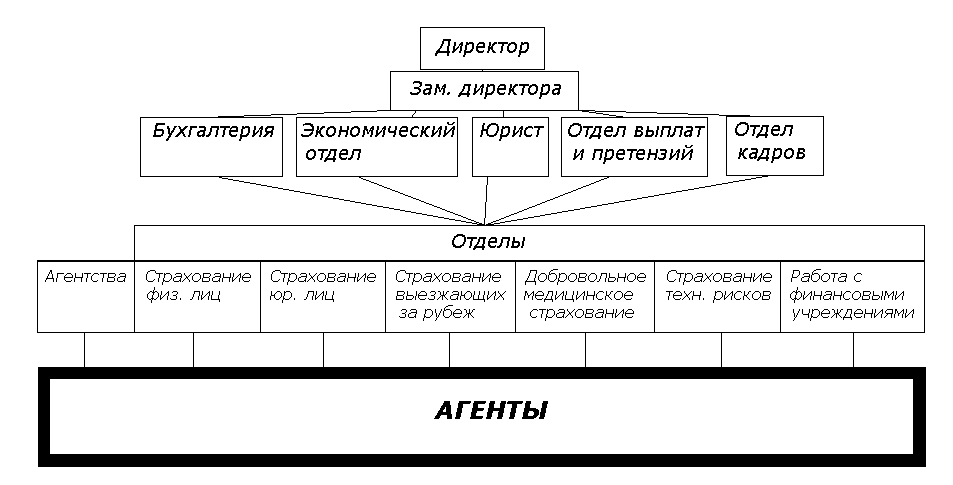 Директор
Зам. директора
Бухгалтерия
Экономический
отдел
Юрист
Отдел выплат
и претензий
Отдел
кадров
Отделы
Агентства
Страхование
физ. лиц
Страхование
юр. лиц
Страхование
выезжающих
за рубеж
Добровольное
медицинское
страхование
Страхование
техн. рисков
Работа с
финансовыми
учреждениями
АГЕНТЫ